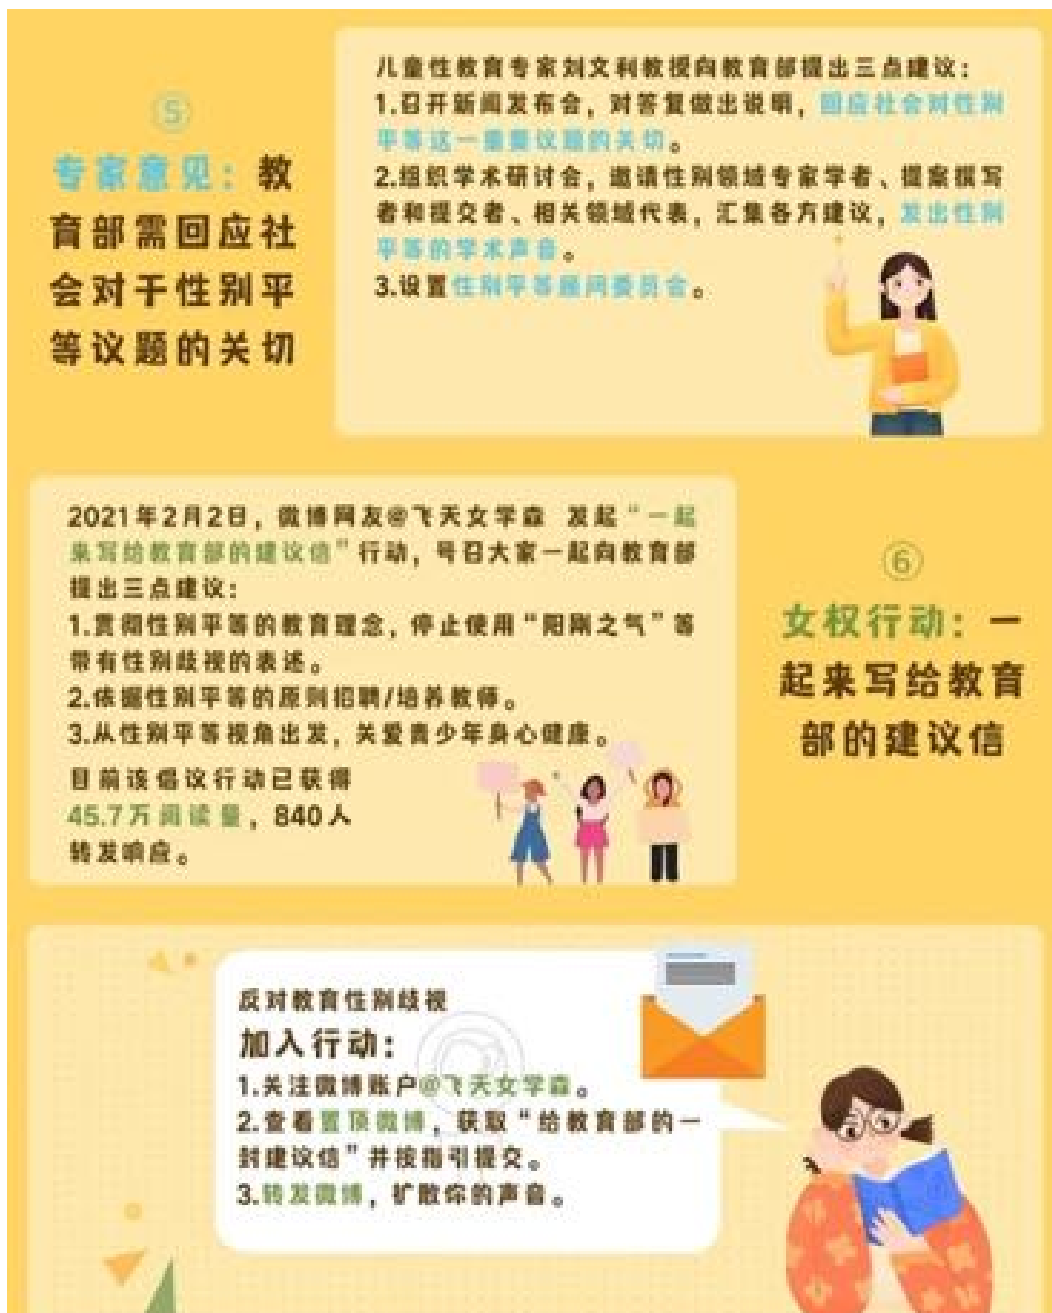 ⑤
专家意见：教
育部需回应社
会对于性别平
等议题的关切
儿童性教育专家刘文利教授向教育部提出三点建议：
1.召开新闻发布会，对答复做出说明，回应社会对性别
平等这一重要议题的关切。
2.组织学术研讨会，邀请性别领域专家学者、提案撰写
者和提交者、相关领域代表，汇集各方建议，发出性别
平等的学术声音。
3.设置性别平等顾问委员会。
2021年2月2日，微博网友@飞天女学森 发起“一起
来写给教育部的建议信”行动，号召大家一起向教育部
提出三点建议：
1.贯彻性别平等的教育理念，停止使用“阳刚之气”等
带有性别歧视的表述。
2.依据性别平等的原则招聘/培养教师。
3.从性别平等视角出发，关爱青少年身心健康。
目前该倡议行动已获得
45.7万阅读量，840人
转发响应。
⑥
女权行动：一
起来写给教育
部的建议信
反对教育性别歧视
加入行动：
1.关注微博账户@飞天女学森。
2.查看置顶微博，获取“给教育部的一
封建议信”并按指引提交。
3.转发微博，扩散你的声音。